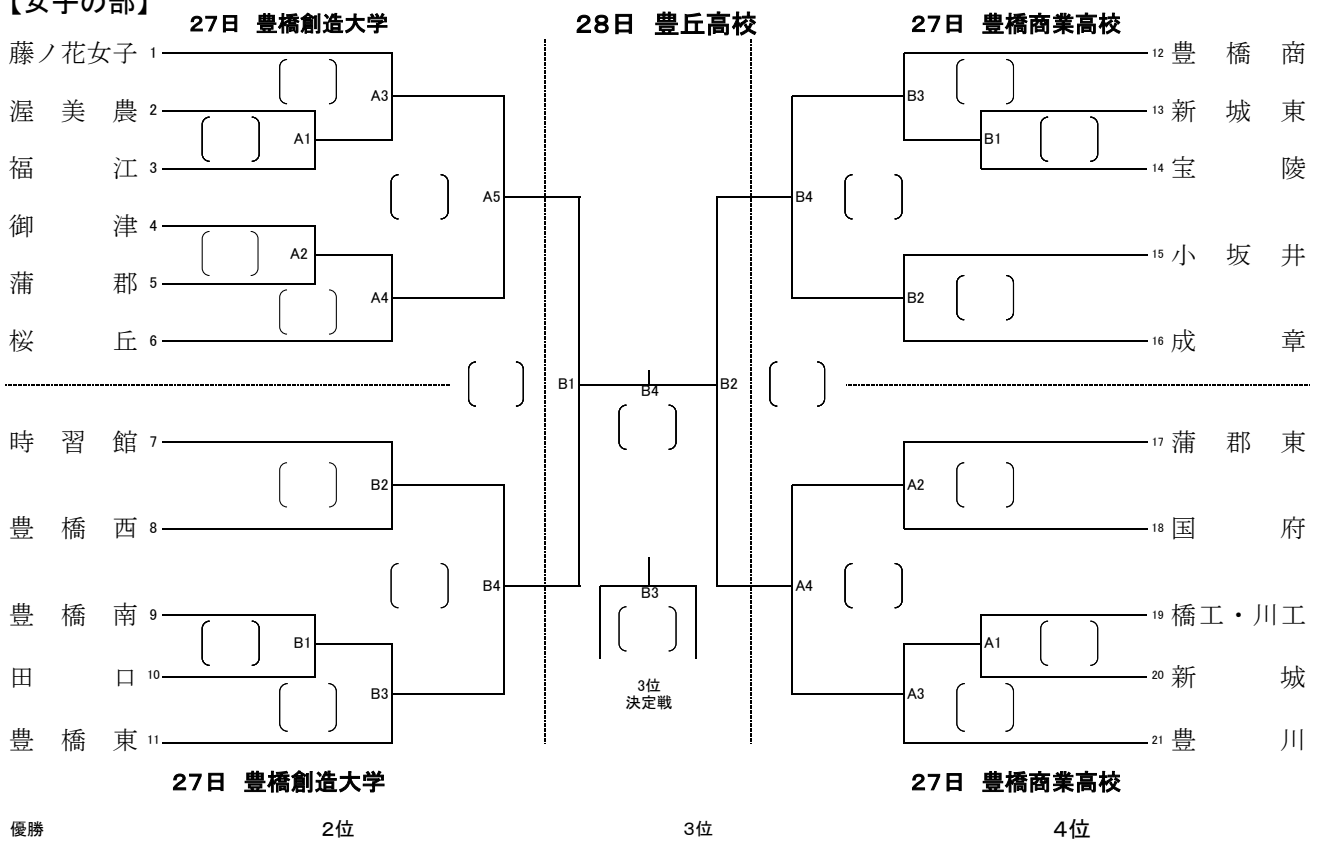 【女子の部】
27日 豊橋創造大学
28日 豊丘高校
27日 豊橋商業高校
藤ノ花女子 1
渥美農 2
福江 3
御津 4
蒲郡 5
桜丘 6
時習館 7
豊橋西 8
豊橋南 9
田口 10
豊橋東 11
A3
A1
A5
A2
A4
B2
B4
B1
B3
B1
B4
B2
B3
3位
決定戦
B3
B1
B4
B2
A2
A4
A1
A3
12 豊橋商
13 新城東
14 宝陵
15 小坂井
16 成章
17 蒲郡東
18 国府
19 橋工・川工
20 新城
21 豊川
27日 豊橋創造大学
27日 豊橋商業高校
優勝 2位 3位 4位